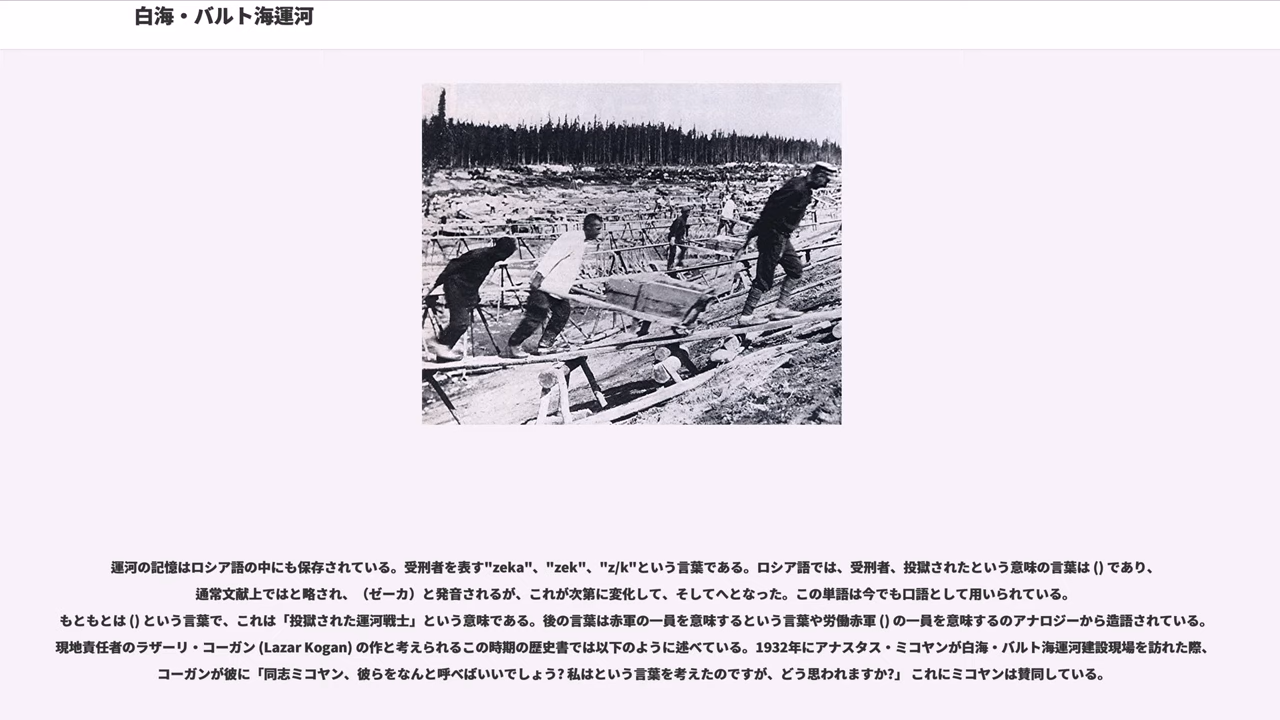 白海・バルト海運河
運河の記憶はロシア語の中にも保存されている。受刑者を表す"zeka"、"zek"、"z/k"という言葉である。ロシア語では、受刑者、投獄されたという意味の言葉は () であり、
通常文献上ではと略され、（ゼーカ）と発音されるが、これが次第に変化して、そしてへとなった。この単語は今でも口語として用いられている。
もともとは () という言葉で、これは「投獄された運河戦士」という意味である。後の言葉は赤軍の一員を意味するという言葉や労働赤軍 () の一員を意味するのアナロジーから造語されている。
現地責任者のラザーリ・コーガン (Lazar Kogan) の作と考えられるこの時期の歴史書では以下のように述べている。1932年にアナスタス・ミコヤンが白海・バルト海運河建設現場を訪れた際、
コーガンが彼に「同志ミコヤン、彼らをなんと呼べばいいでしょう? 私はという言葉を考えたのですが、どう思われますか?」 これにミコヤンは賛同している。